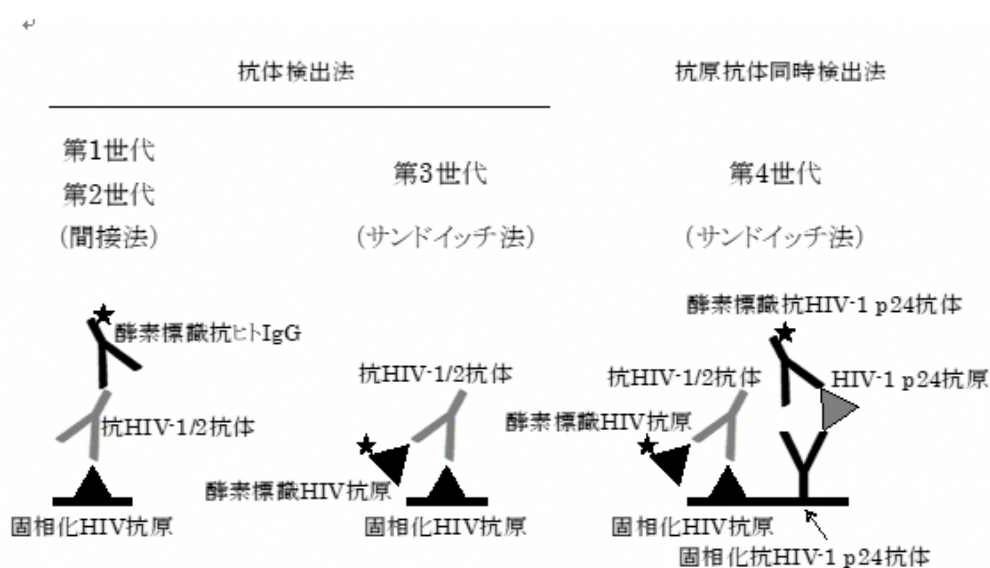 抗体検出法
抗原抗体同時検出法
第1世代
第2世代
(間接法)
第3世代
(サンドイッチ法)
第4世代
(サンドイッチ法)
酵素標識抗ヒトIgG
抗HIV-1/2抗体
固相化HIV抗原
抗HIV-1/2抗体
酵素標識HIV抗原
固相化HIV抗原
酵素標識抗HIV-1 p24抗体
抗HIV-1/2抗体
HIV-1 p24抗原
酵素標識HIV抗原
固相化HIV抗原
固相化抗HIV-1 p24抗体